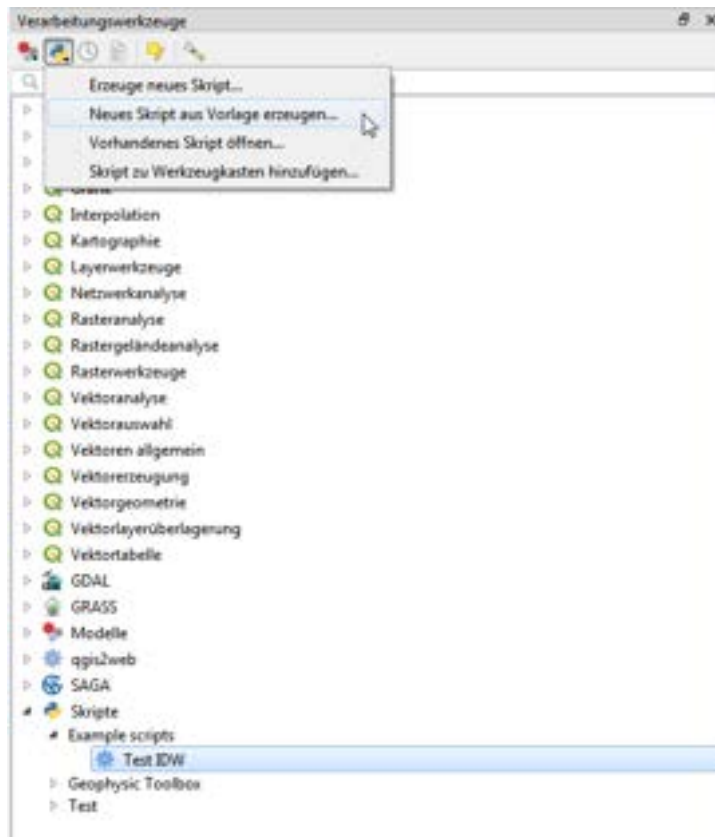 Verarbeitungswerkzeuge
Erzeuge neues Skript...
Neues Skript aus Vorlage erzeugen...
Vorhandenes Skript öffnen...
Skript zu Werkzeugkasten hinzufügen...
Interpolation
Kartographie
Layerwerkzeuge
Netzwerkanalyse
Rasteranalyse
Rastergeländeanalyse
Rasterwerkzeuge
Vektoranalyse
Vektorauswahl
Vektoren allgemein
Vektorerzeugung
Vektorgeometrie
Vektorlayerüberlagerung
Vektortabelle
GDAL
GRASS
Modelle
qgis2web
SAGA
Skripte
Example scripts
Test IDW
Geophysic Toolbox
Test